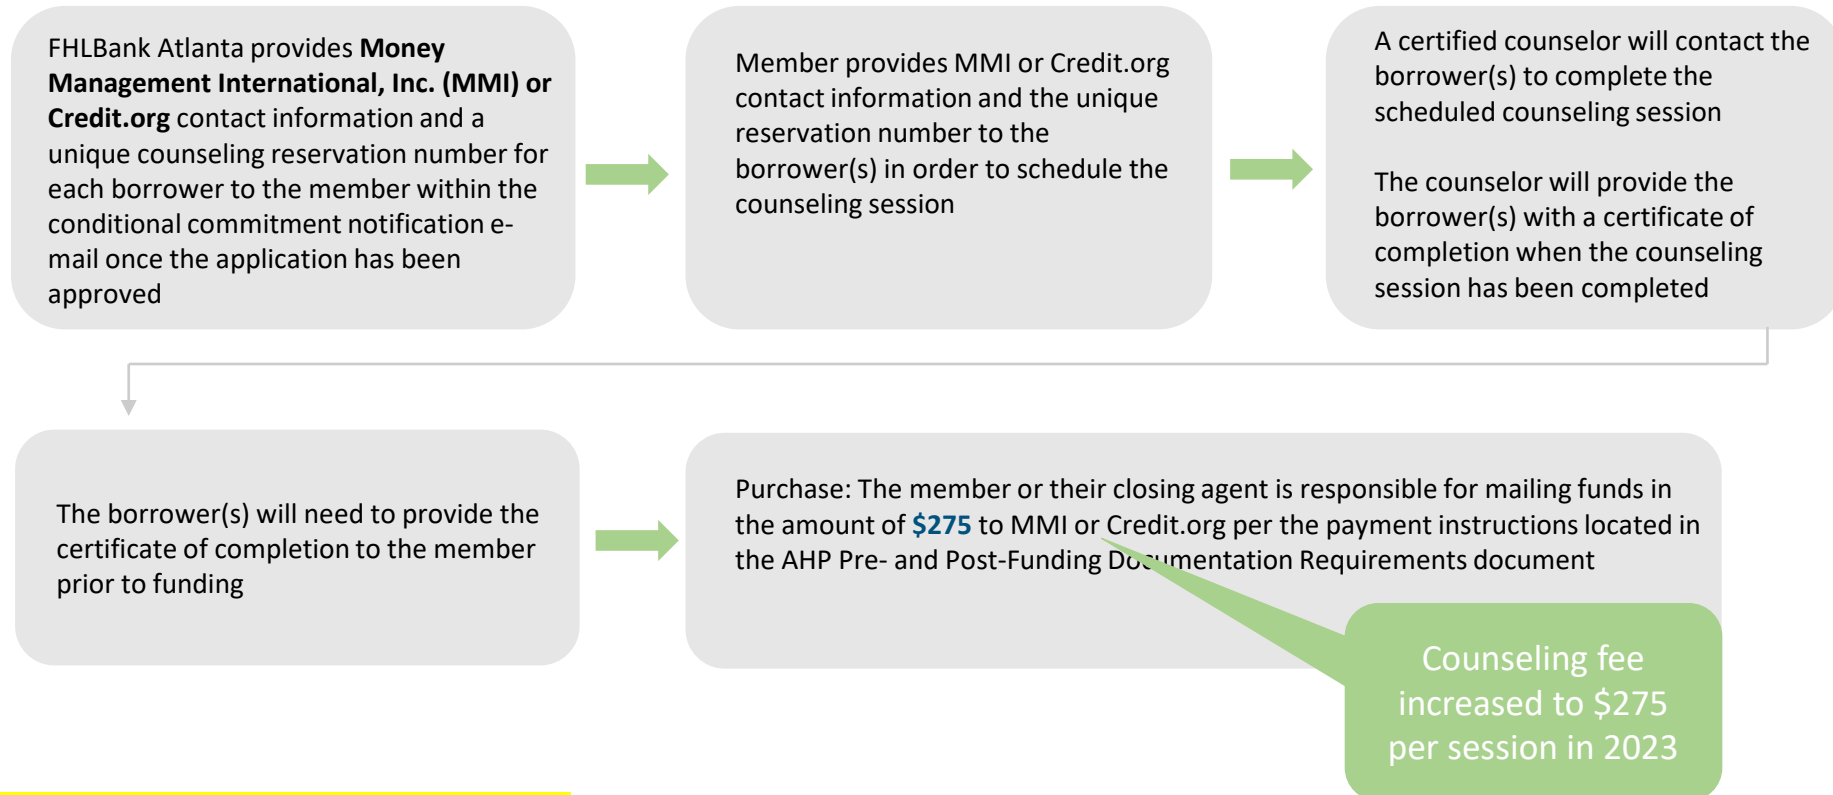 FHLBank Atlanta provides Money
Management International, Inc. (MMI) or
Credit.org contact information and a
unique counseling reservation number for
each borrower to the member within the
conditional commitment notification e-
mail once the application has been
approved
Member provides MMI or Credit.org
contact information and the unique
reservation number to the
borrower(s) in order to schedule the
counseling session
A certified counselor will contact the
borrower(s) to complete the
scheduled counseling session
The counselor will provide the
borrower(s) with a certificate of
completion when the counseling
session has been completed
The borrower(s) will need to provide the
certificate of completion to the member
prior to funding
Purchase: The member or their closing agent is responsible for mailing funds in
the amount of $275 to MMI or Credit.org per the payment instructions located in
the AHP Pre- and Post-Funding Documentation Requirements document
Counseling fee
increased to $275
per session in 2023